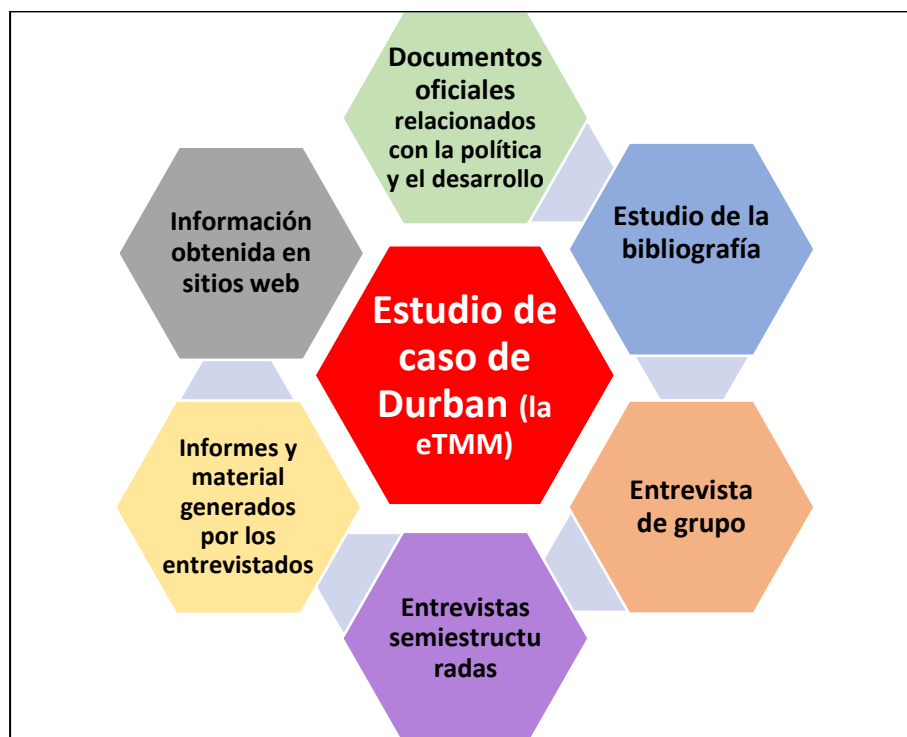 Documentos
oficiales
relacionados
con la política
y el desarrollo
Estudio de la
bibliografía
Información
obtenida en
sitios web
Estudio de
caso de
Durban (la
eTMM)
Entrevista
de grupo
Informes y
material
generados
por los
entrevistados
Entrevistas
semiestructu
radas